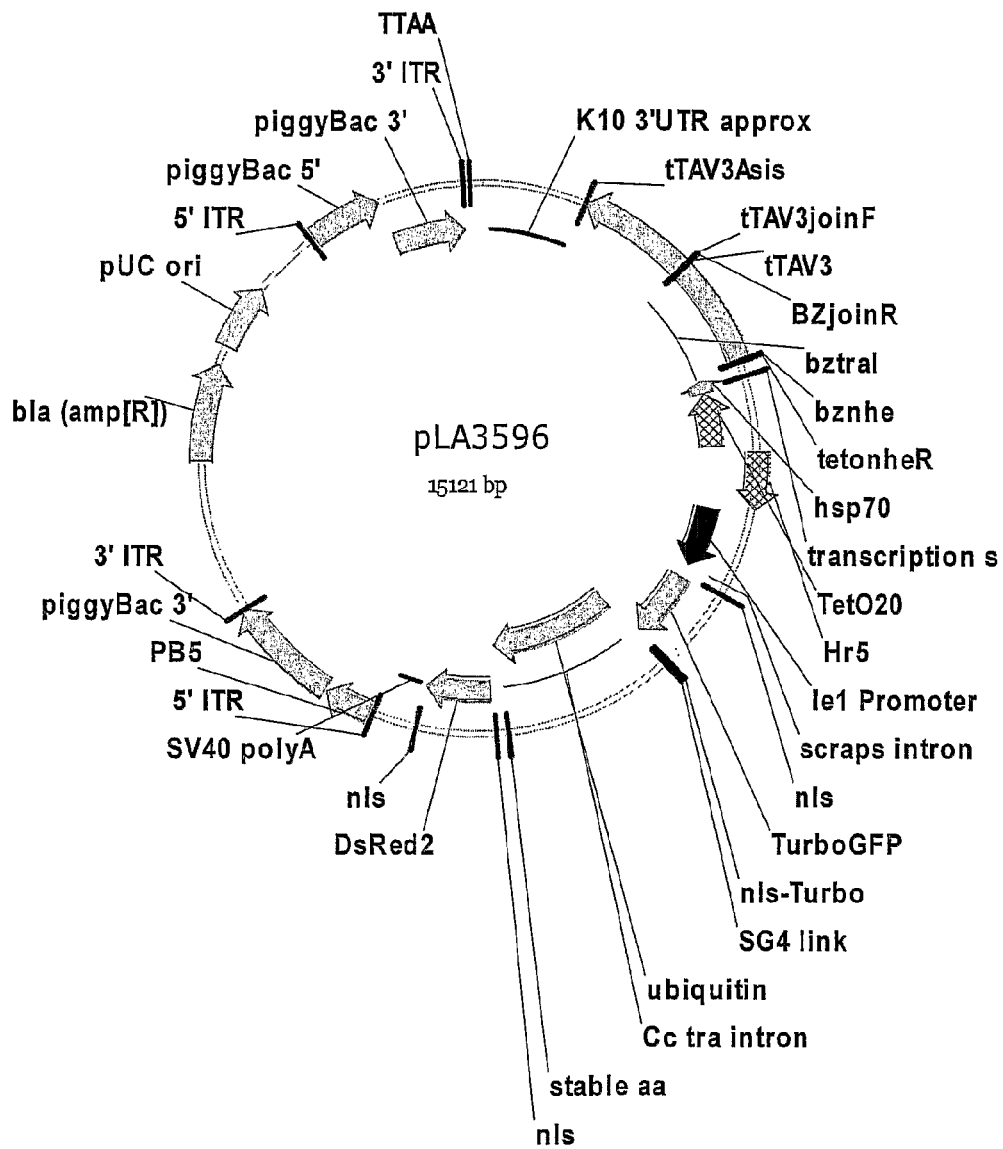 TTAA
3' ITR
piggyBac 3'
piggyBac 5'
5' ITR
pUC ori
bla (amp[R])
3' ITR
piggyBac 3'
PB5
5' ITR
SV40 polyA
nls
DsRed2
K10 3'UTR approx
tTAV3Asis
tTAV3joinF
tTAV3
BZjoinR
bztral
bznhe
tetonheR
hsp70
transcription s
TetO20
Hr5
Ie1 Promoter
scraps intron
nls
TurboGFP
nls-Turbo
SG4 link
ubiquitin
Cc tra intron
stable aa
nls
pLA3596
15121 bp